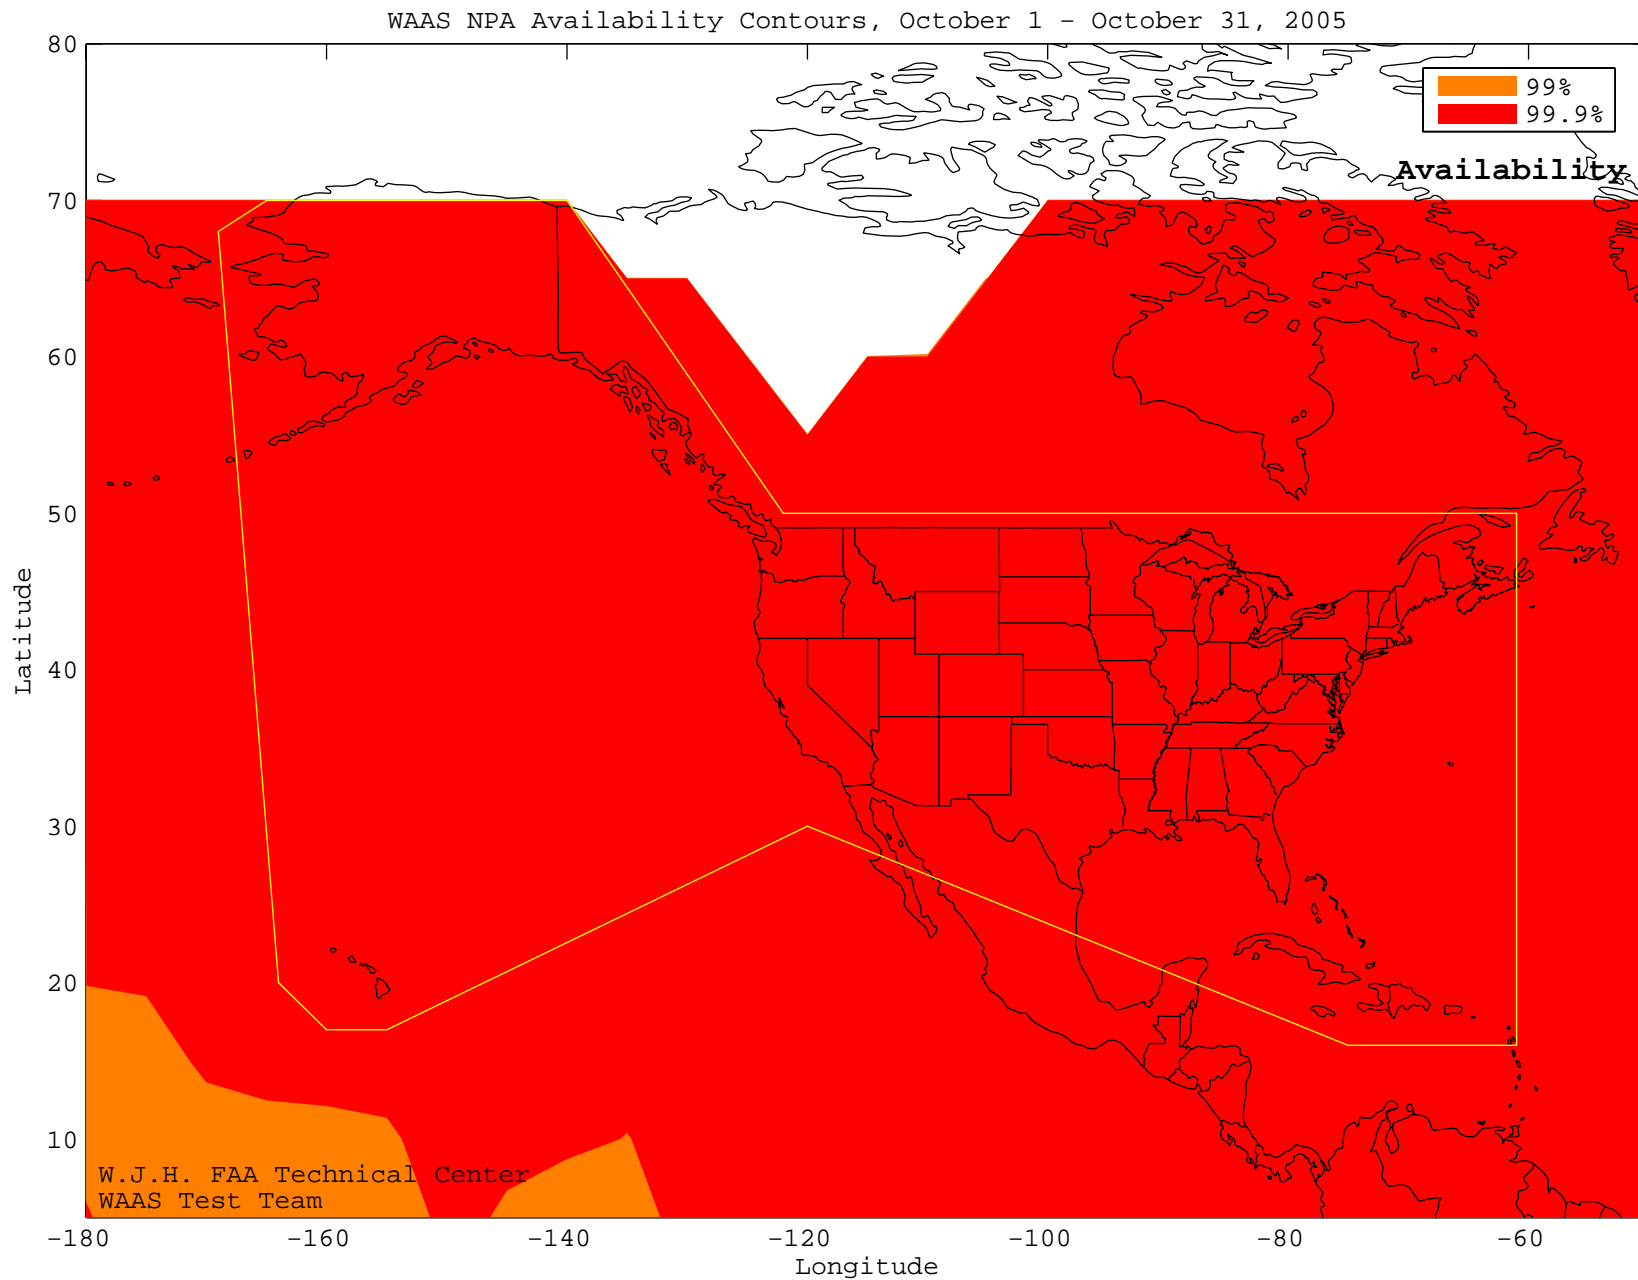 WAAS NPA Availability Contours, October 1 - October 31, 2005
80
99%
99.9%
Availability
70
60
50
Latitude
40
30
20
10
W.J.H. FAA Technical Center
WAAS Test Team
-180 -160 -140 -120 -100 -80 -60
Longitude